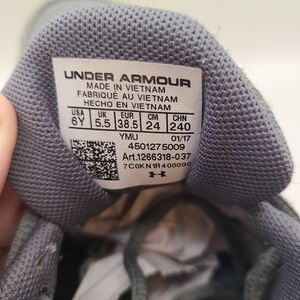 UNDER ARMOUR
MADE IN VIETNAM
FABRIQUÉ AU VIETNAM
HECHO EN VIETNAM
USA UK EUR CM CHN
6Y 5.5 38.5 24 240
YMU 01/17
4501275009
Art.1266318-037
7C0KN1R400090